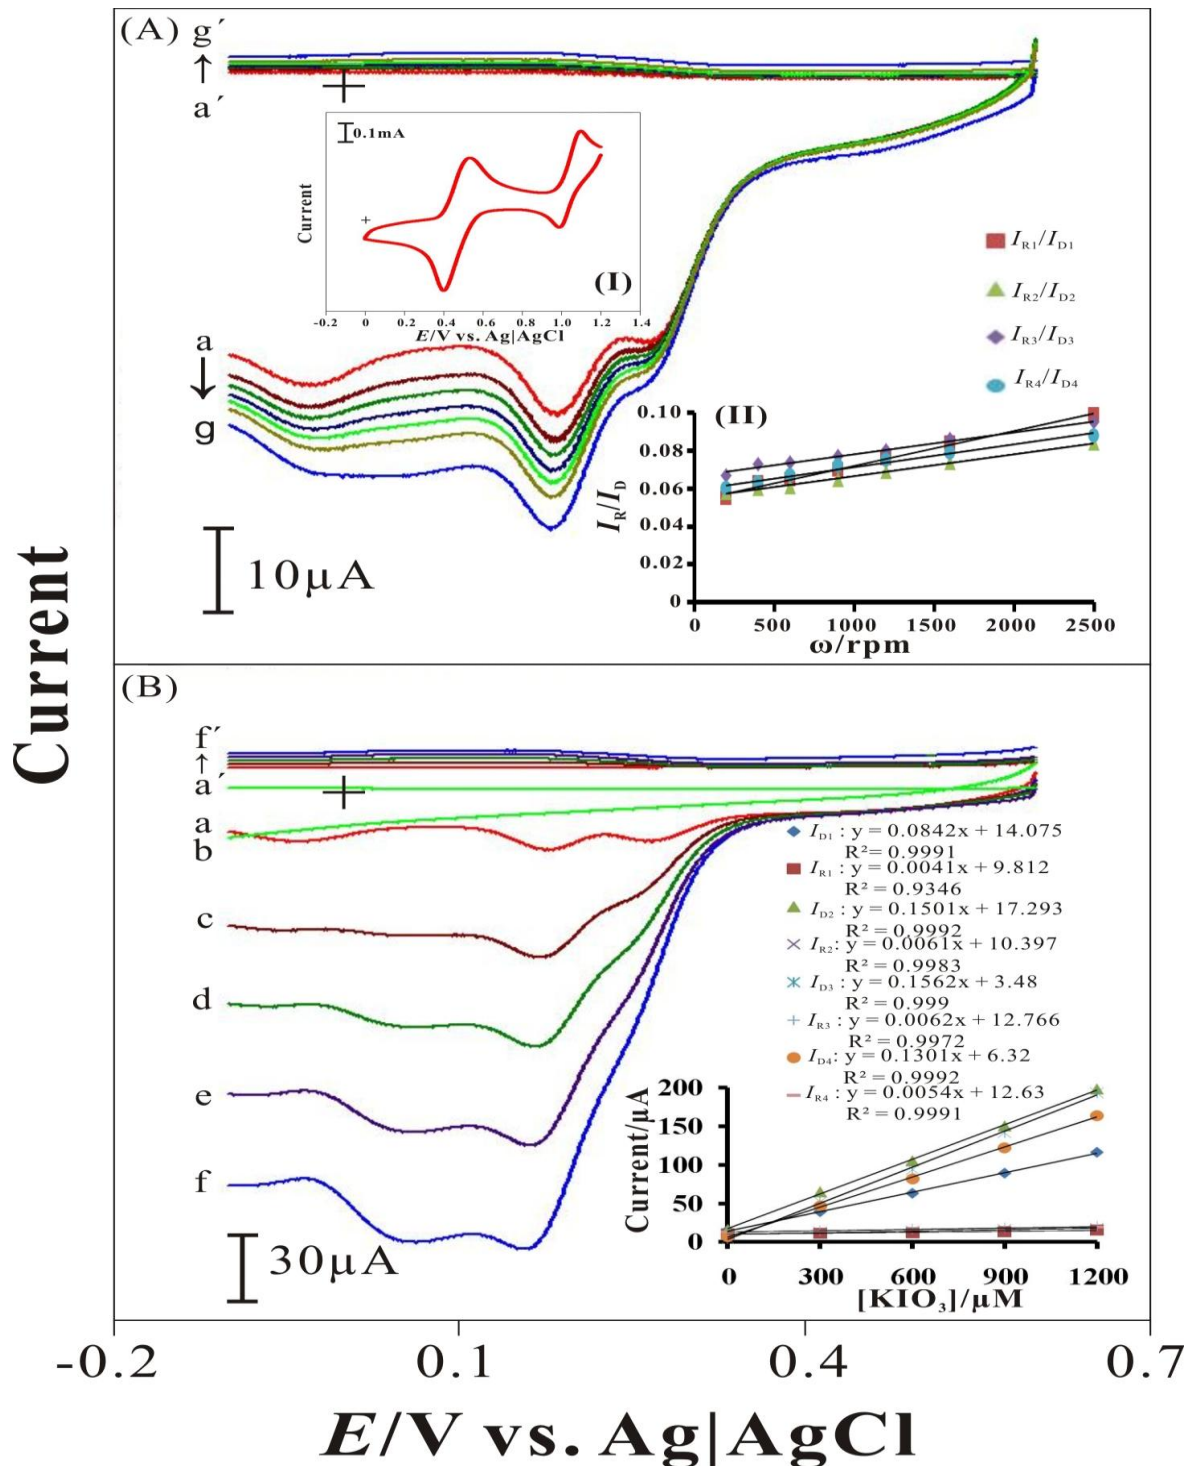 (A)
g´
a´
0.1mA
Current
(I)
-0.2 0 0.2 0.4 0.6 0.8 1.0 1.2 1.4
E/V vs. Ag|AgCl
a
g
10µA
I_R1/I_D1
I_R2/I_D2
I_R3/I_D3
I_R4/I_D4
(II)
0.10
0.08
0.06
0.04
0.02
0
I_R/I_D
0 500 1000 1500 2000 2500
ω/rpm
Current
(B)
f´
a´
a
b
c
d
e
f
30µA
I_D1 : y = 0.0842x + 14.075
R²= 0.9991
I_R1 : y = 0.0041x + 9.812
R² = 0.9346
I_D2 : y = 0.1501x + 17.293
R² = 0.9992
I_R2: y = 0.0061x + 10.397
R² = 0.9983
I_D3 : y = 0.1562x + 3.48
R² = 0.999
I_R3 : y = 0.0062x + 12.766
R² = 0.9972
I_D4: y = 0.1301x + 6.32
R² = 0.9992
I_R4 : y = 0.0054x + 12.63
R² = 0.9991
200
150
100
50
0
Current/µA
0 300 600 900 1200
[KIO₃]/µM
-0.2 0.1 0.4 0.7
E/V vs. Ag|AgCl